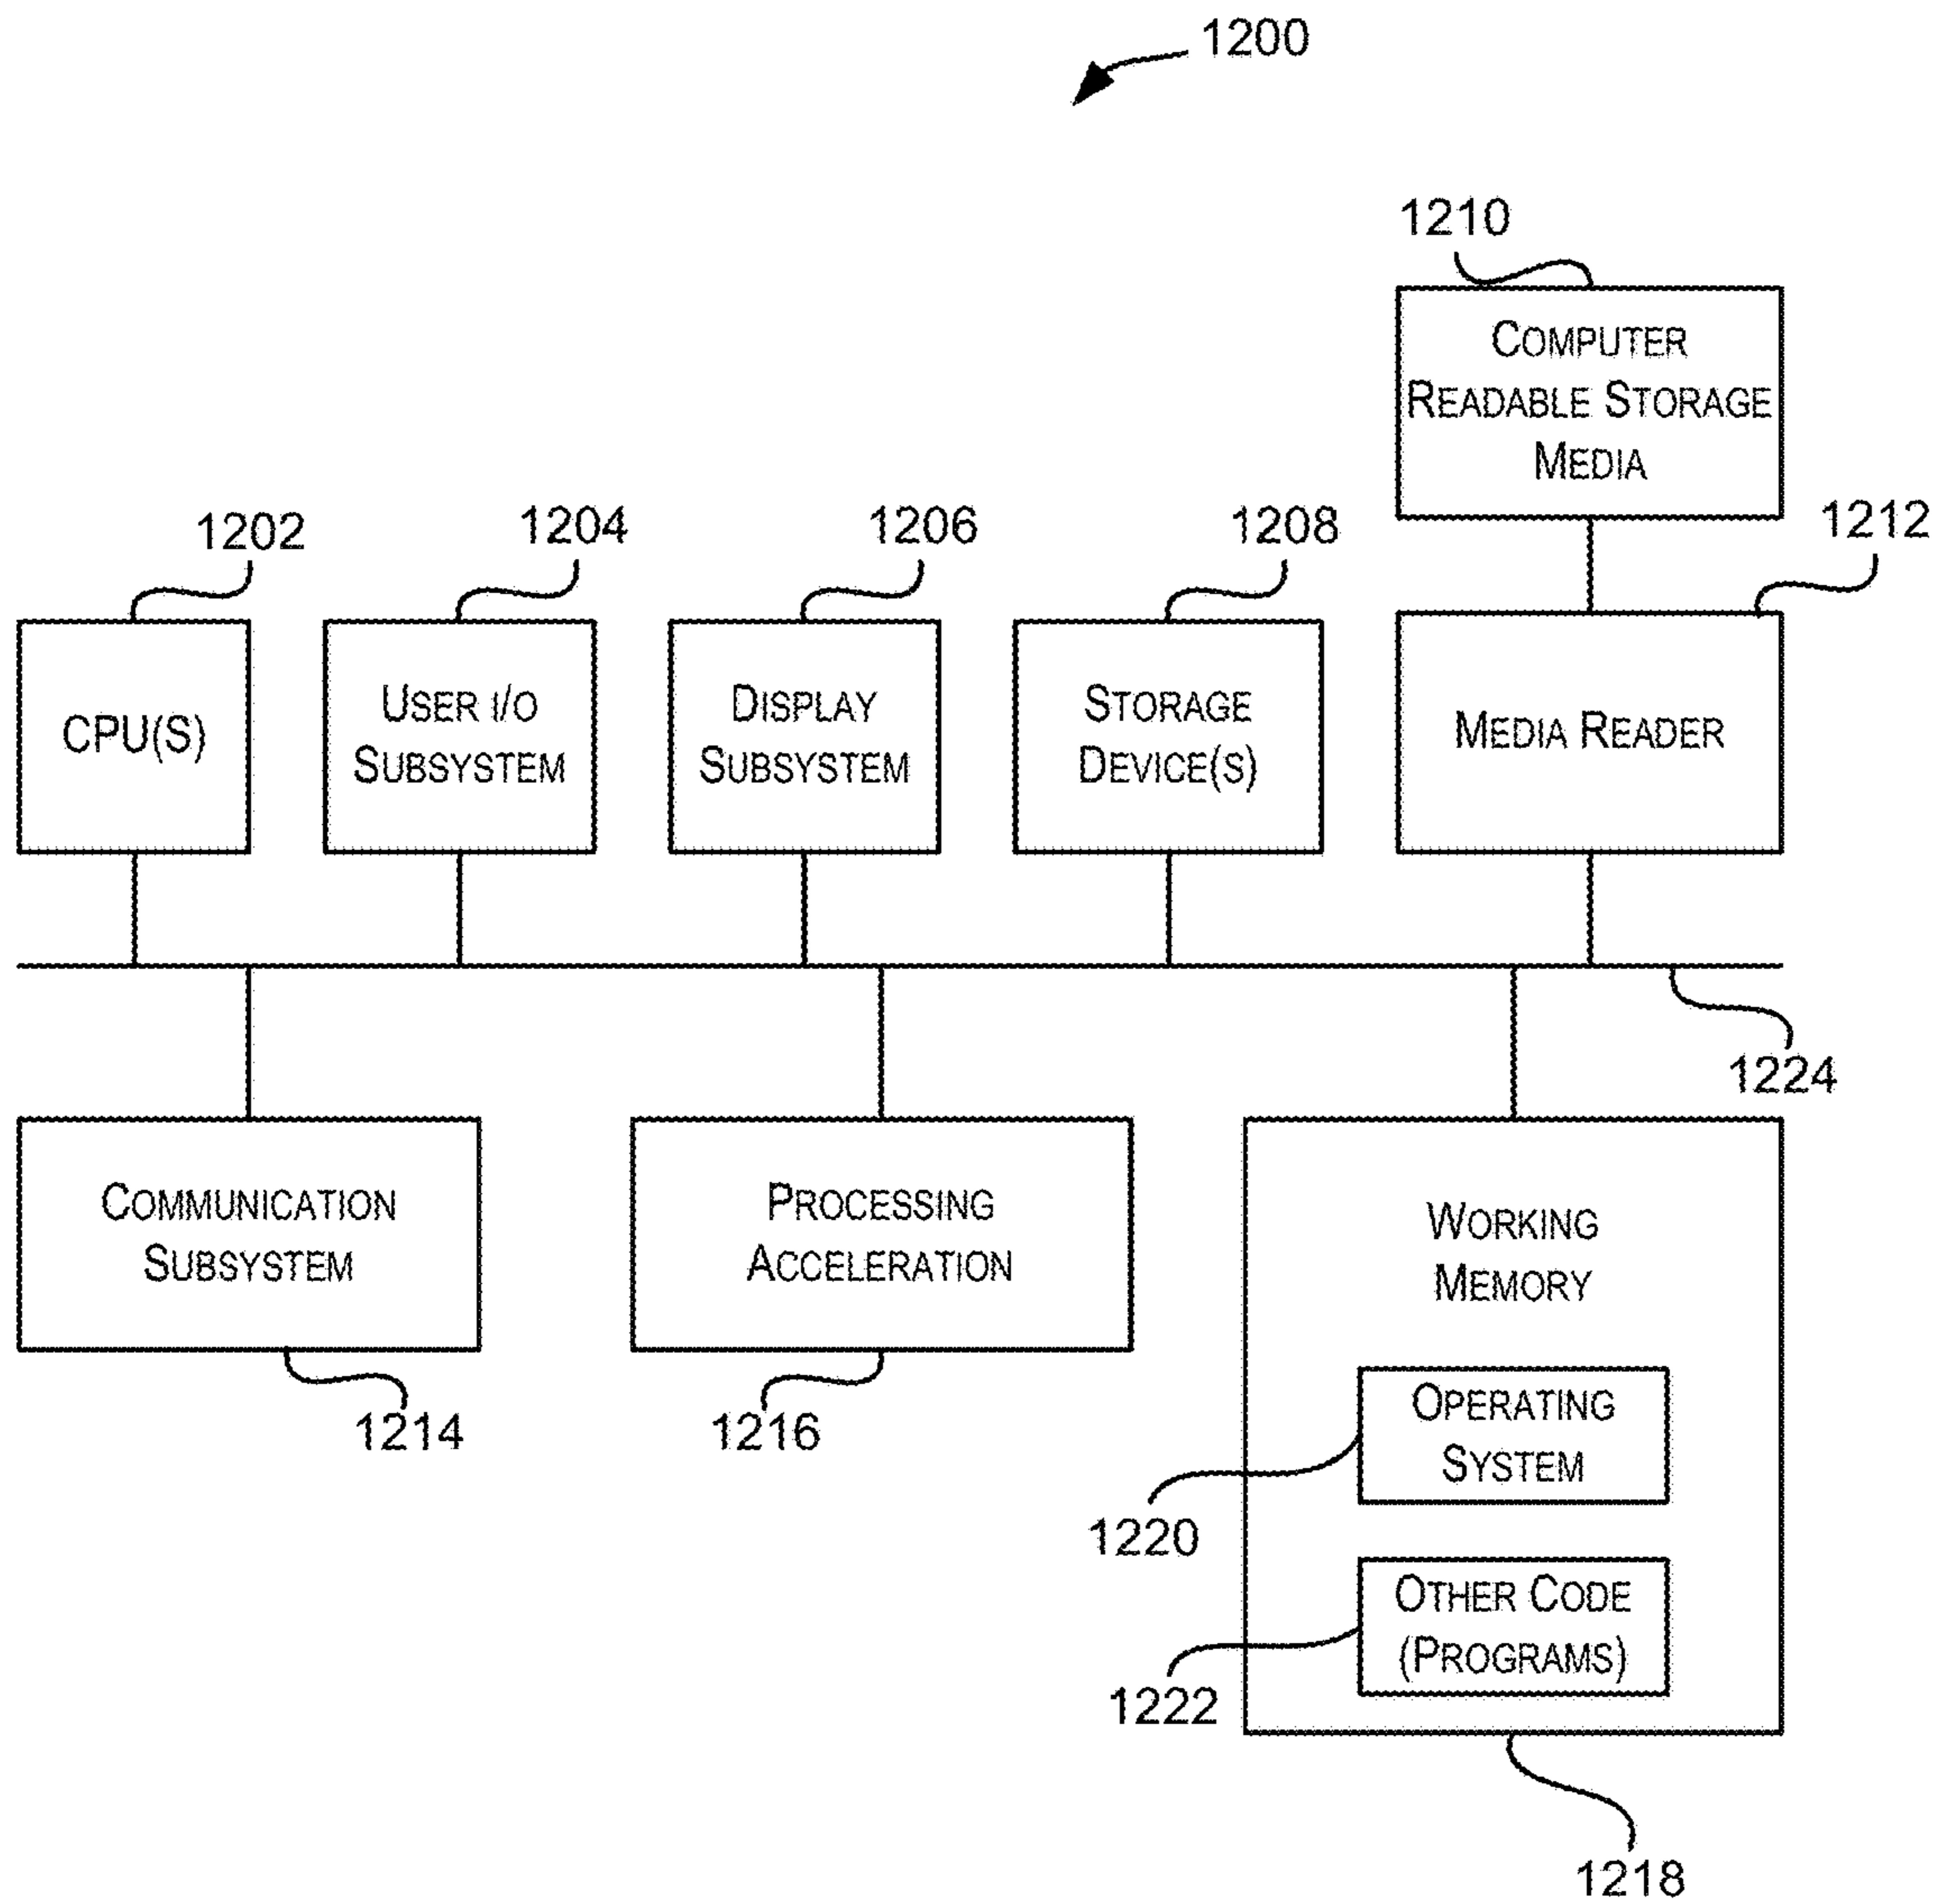 1200
1210
COMPUTER
READABLE STORAGE
MEDIA
1202
1204
1206
1208
1212
CPU(S)
USER I/O
SUBSYSTEM
DISPLAY
SUBSYSTEM
STORAGE
DEVICE(S)
MEDIA READER
1224
COMMUNICATION
SUBSYSTEM
PROCESSING
ACCELERATION
WORKING
MEMORY
1214
1216
OPERATING
SYSTEM
1220
OTHER CODE
(PROGRAMS)
1222
1218